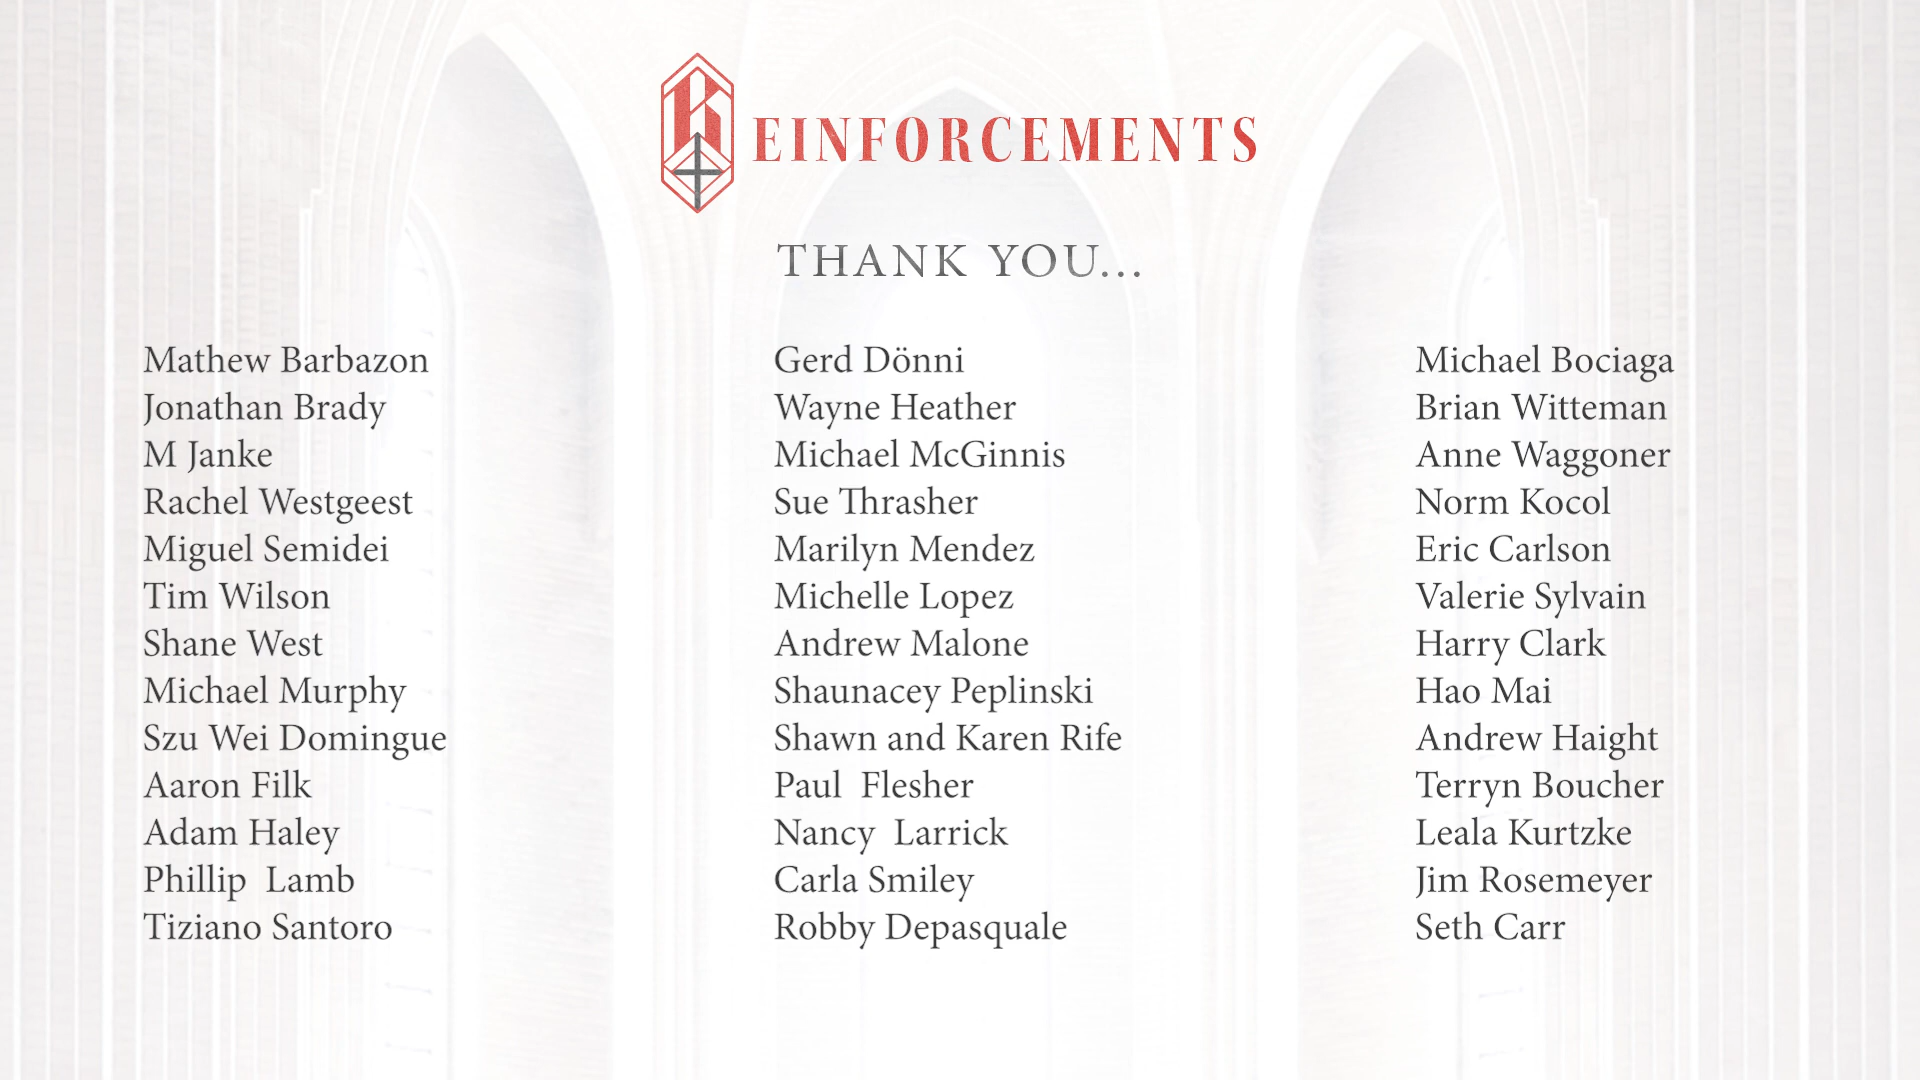 REINFORCEMENTS
THANK YOU...
Mathew Barbazon
Jonathan Brady
M Janke
Rachel Westgeest
Miguel Semidei
Tim Wilson
Shane West
Michael Murphy
Szu Wei Domingue
Aaron Filk
Adam Haley
Phillip  Lamb
Tiziano Santoro
Gerd Dönni
Wayne Heather
Michael McGinnis
Sue Thrasher
Marilyn Mendez
Michelle Lopez
Andrew Malone
Shaunacey Peplinski
Shawn and Karen Rife
Paul  Flesher
Nancy  Larrick
Carla Smiley
Robby Depasquale
Michael Bociaga
Brian Witteman
Anne Waggoner
Norm Kocol
Eric Carlson
Valerie Sylvain
Harry Clark
Hao Mai
Andrew Haight
Terryn Boucher
Leala Kurtzke
Jim Rosemeyer
Seth Carr